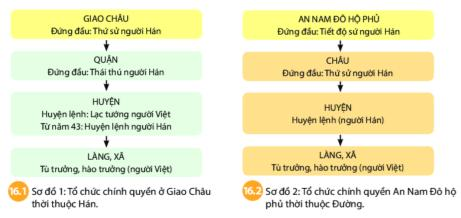 GIAO CHÂU
Đứng đầu: Thứ sử người Hán
QUẬN
Đứng đầu: Thái thú người Hán
HUYỆN
Huyện lệnh: Lạc tướng người Việt
Từ năm 43: Huyện lệnh người Hán
LÀNG, XÃ
Tù trưởng, hào trưởng (người Việt)
16.1 Sơ đồ 1: Tổ chức chính quyền ở Giao Châu
thời thuộc Hán.
AN NAM ĐÔ HỘ PHỦ
Đứng đầu: Tiết độ sứ người Hán
CHÂU
Đứng đầu: Thứ sử người Hán
HUYỆN
Huyện lệnh (người Hán)
LÀNG, XÃ
Tù trưởng, hào trưởng (người Việt)
16.2 Sơ đồ 2: Tổ chức chính quyền An Nam Đô hộ
phủ thời thuộc Đường.